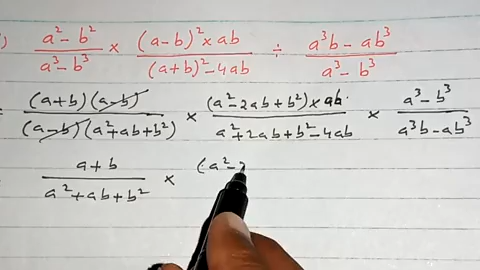 ) (a² - b²)/(a³ - b³) × ((a-b)² × ab)/((a+b)² - 4ab) ÷ (a³b - ab³)/(a³ - b³)
= ((a+b)(a-b))/((a-b)(a²+ab+b²)) × ((a²-2ab+b²) × ab)/(a²+2ab+b²-4ab) × (a³-b³)/(a³b-ab³)
(a+b)/(a²+ab+b²) × (a²-